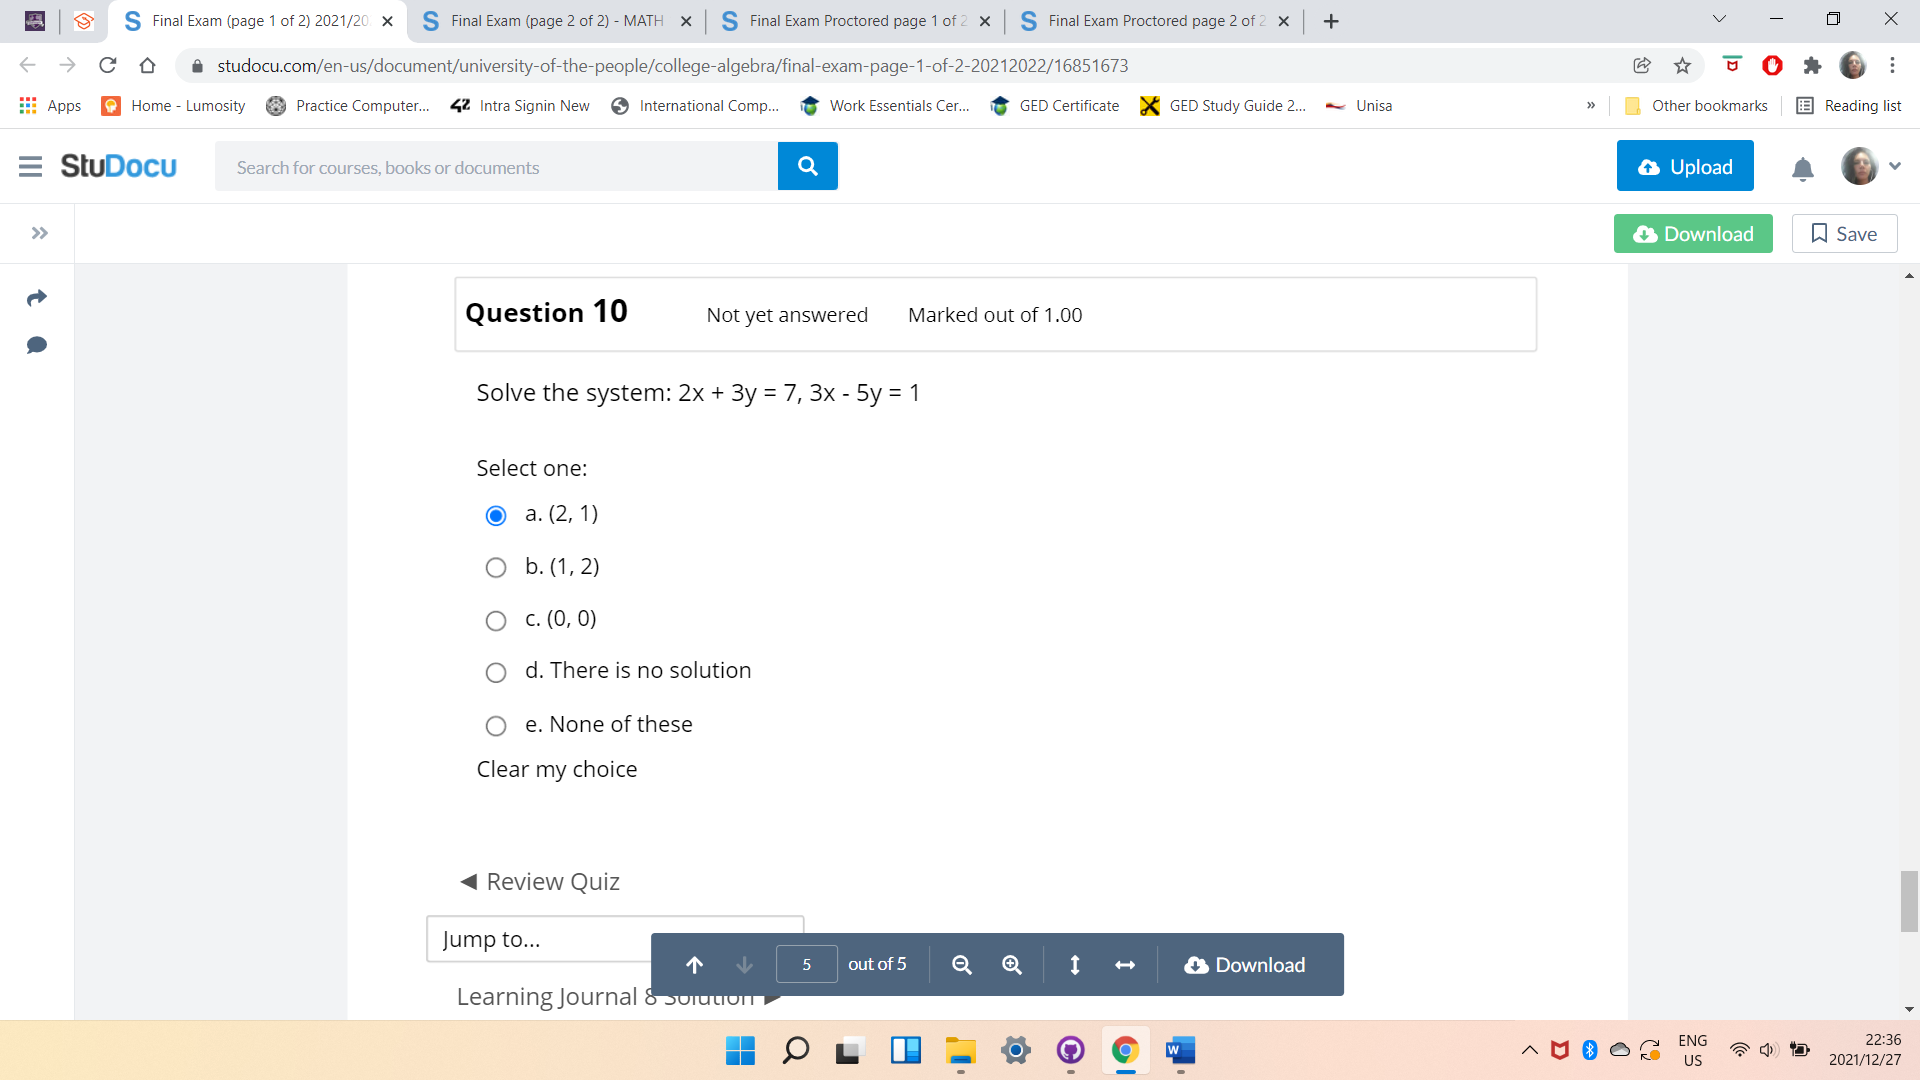 Final Exam (page 1 of 2) 2021/20
Final Exam (page 2 of 2) - MATH
Final Exam Proctored page 1 of 2
Final Exam Proctored page 2 of 2
studocu.com/en-us/document/university-of-the-people/college-algebra/final-exam-page-1-of-2-20212022/16851673
Apps
Home - Lumosity
Practice Computer...
42 Intra Signin New
International Comp...
Work Essentials Cer...
GED Certificate
GED Study Guide 2...
Unisa
»
Other bookmarks
Reading list
StuDocu
Search for courses, books or documents
Upload
Download
Save
Question 10
Not yet answered
Marked out of 1.00
Solve the system: 2x + 3y = 7, 3x - 5y = 1
Select one:
a. (2, 1)
b. (1, 2)
c. (0, 0)
d. There is no solution
e. None of these
Clear my choice
◄ Review Quiz
Jump to...
5 out of 5
Download
Learning Journal 8 Solution ►
ENG
US
22:36
2021/12/27